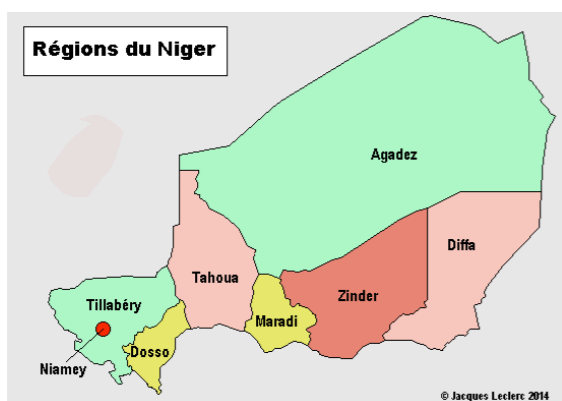 Régions du Niger
Agadez
Diffa
Tahoua
Zinder
Tillabéry
Maradi
Dosso
Niamey
© Jacques Leclerc 2014